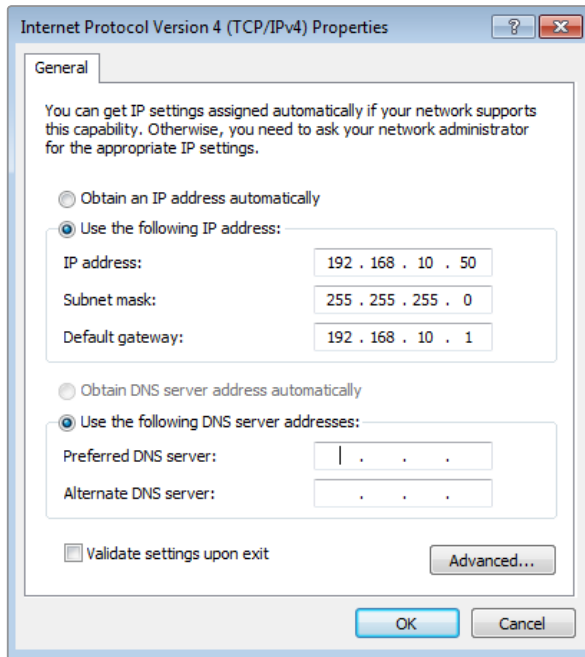 Internet Protocol Version 4 (TCP/IPv4) Properties
General
You can get IP settings assigned automatically if your network supports
this capability. Otherwise, you need to ask your network administrator
for the appropriate IP settings.
Obtain an IP address automatically
Use the following IP address:
IP address: 192 . 168 . 10 . 50
Subnet mask: 255 . 255 . 255 . 0
Default gateway: 192 . 168 . 10 . 1
Obtain DNS server address automatically
Use the following DNS server addresses:
Preferred DNS server: . . .
Alternate DNS server: . . .
Validate settings upon exit
Advanced...
OK Cancel